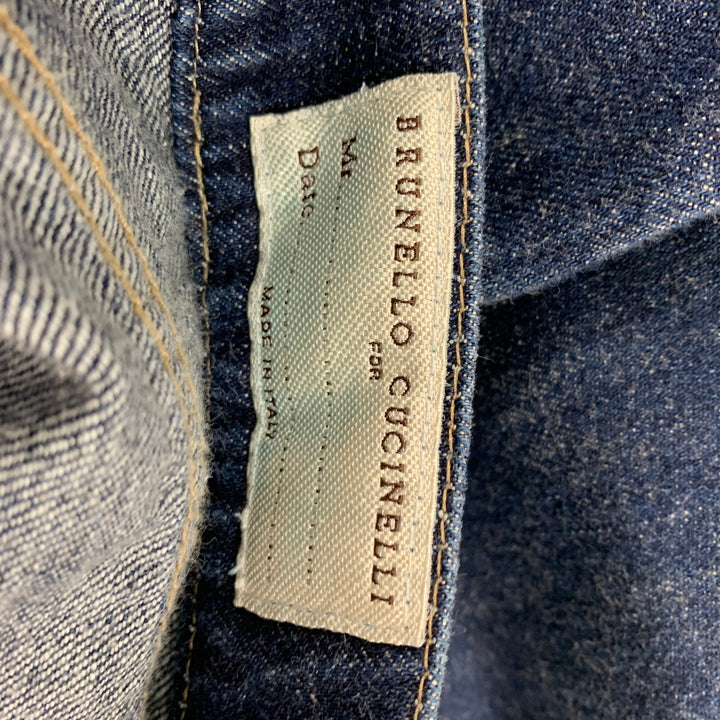 BRUNELLO CUCINELLI
FOR
Mr............................
Date............................
MADE IN ITALY